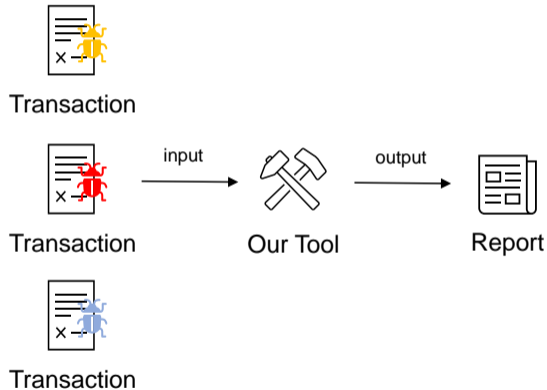 Transaction
input
output
Transaction
Our Tool
Report
Transaction